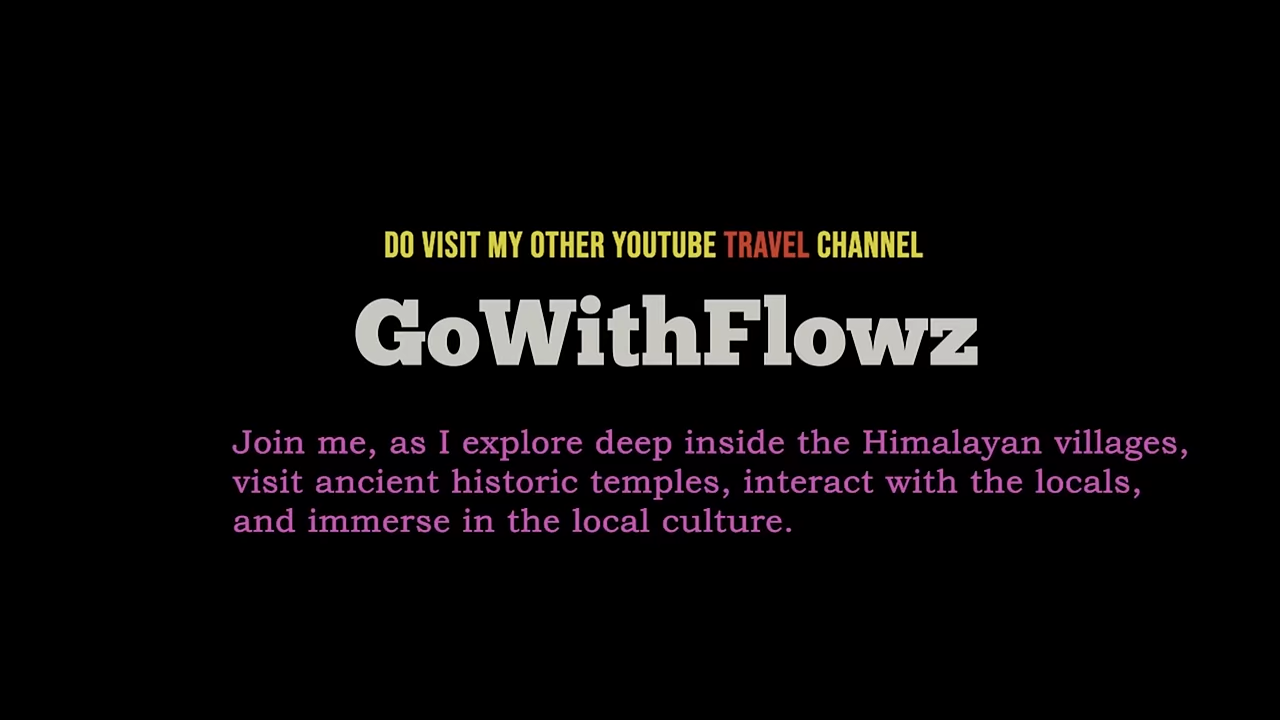 DO VISIT MY OTHER YOUTUBE TRAVEL CHANNEL
GoWithFlowz
Join me, as I explore deep inside the Himalayan villages,
visit ancient historic temples, interact with the locals,
and immerse in the local culture.